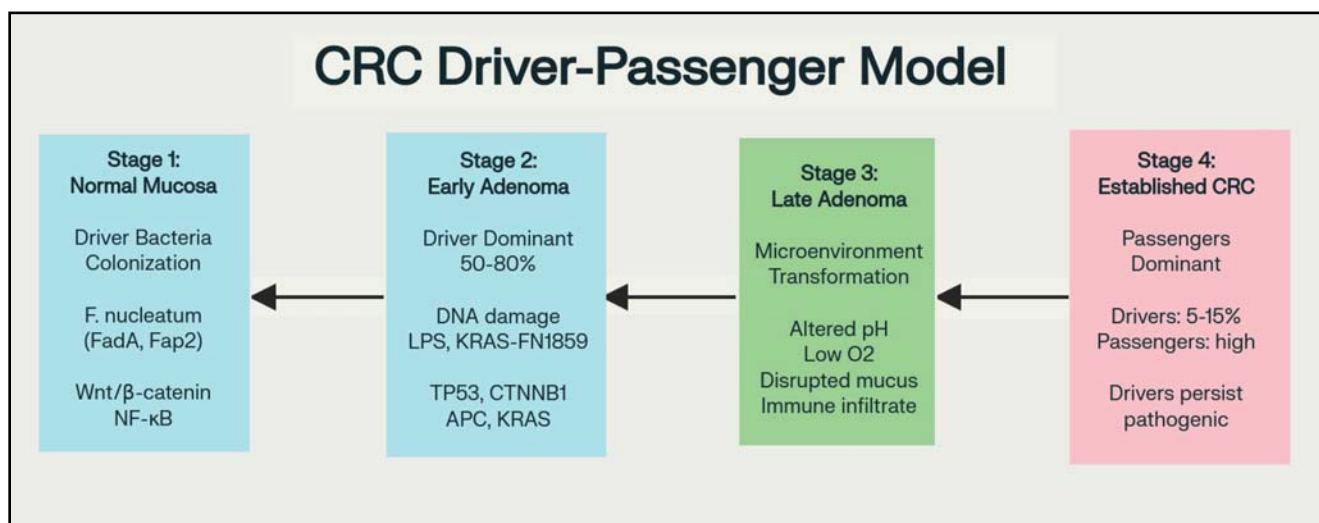 CRC Driver-Passenger Model
Stage 1:
Normal Mucosa
Driver Bacteria
Colonization
F. nucleatum
(FadA, Fap2)
Wnt/β-catenin
NF-κB
Stage 2:
Early Adenoma
Driver Dominant
50-80%
DNA damage
LPS, KRAS-FN1859
TP53, CTNNB1
APC, KRAS
Stage 3:
Late Adenoma
Microenvironment
Transformation
Altered pH
Low O2
Disrupted mucus
Immune infiltrate
Stage 4:
Established CRC
Passengers
Dominant
Drivers: 5-15%
Passengers: high
Drivers persist
pathogenic